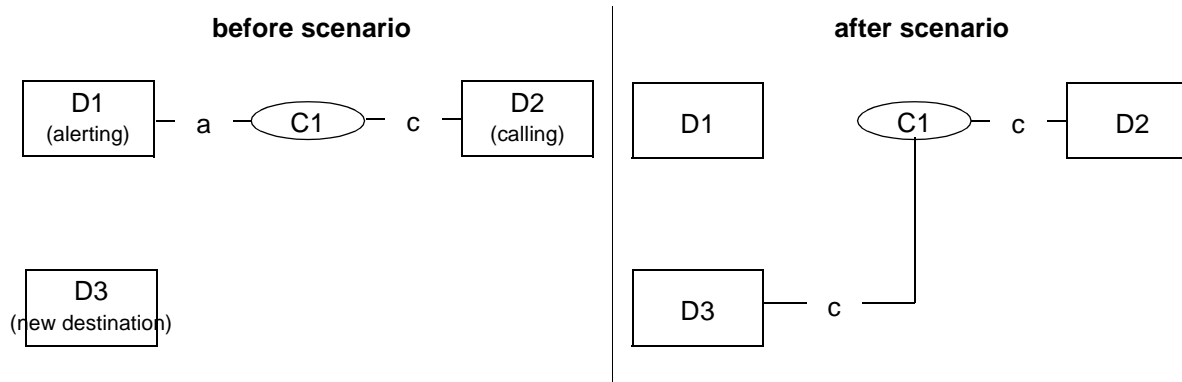 before scenario
D1
(alerting)
a
C1
c
D2
(calling)
D3
(new destination)
after scenario
D1
C1
c
D2
D3
c